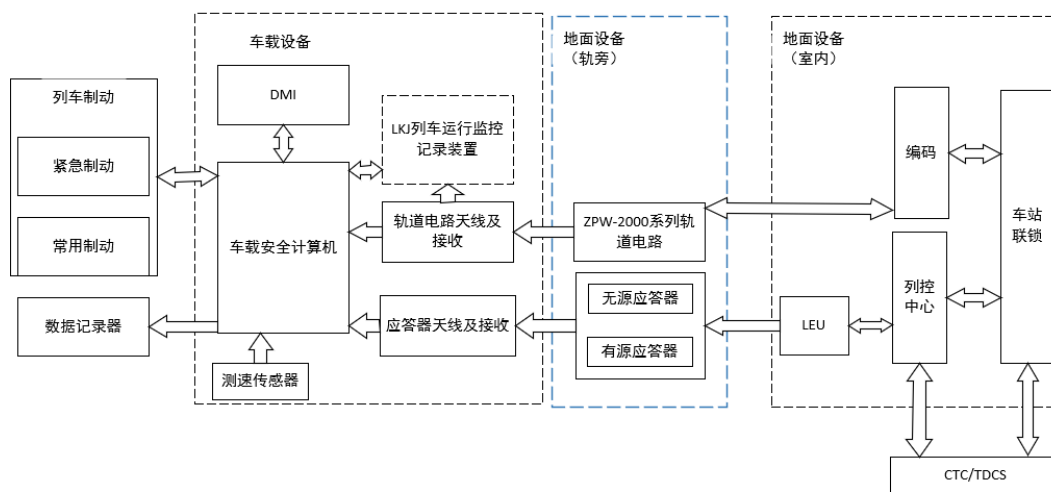 车载设备
地面设备
（轨旁）
地面设备
（室内）
列车制动
紧急制动
常用制动
数据记录器
DMI
LKJ列车运行监控
记录装置
车载安全计算机
轨道电路天线及
接收
应答器天线及接收
测速传感器
ZPW-2000系列轨
道电路
无源应答器
有源应答器
LEU
编码
列控
中心
车站
联锁
CTC/TDCS